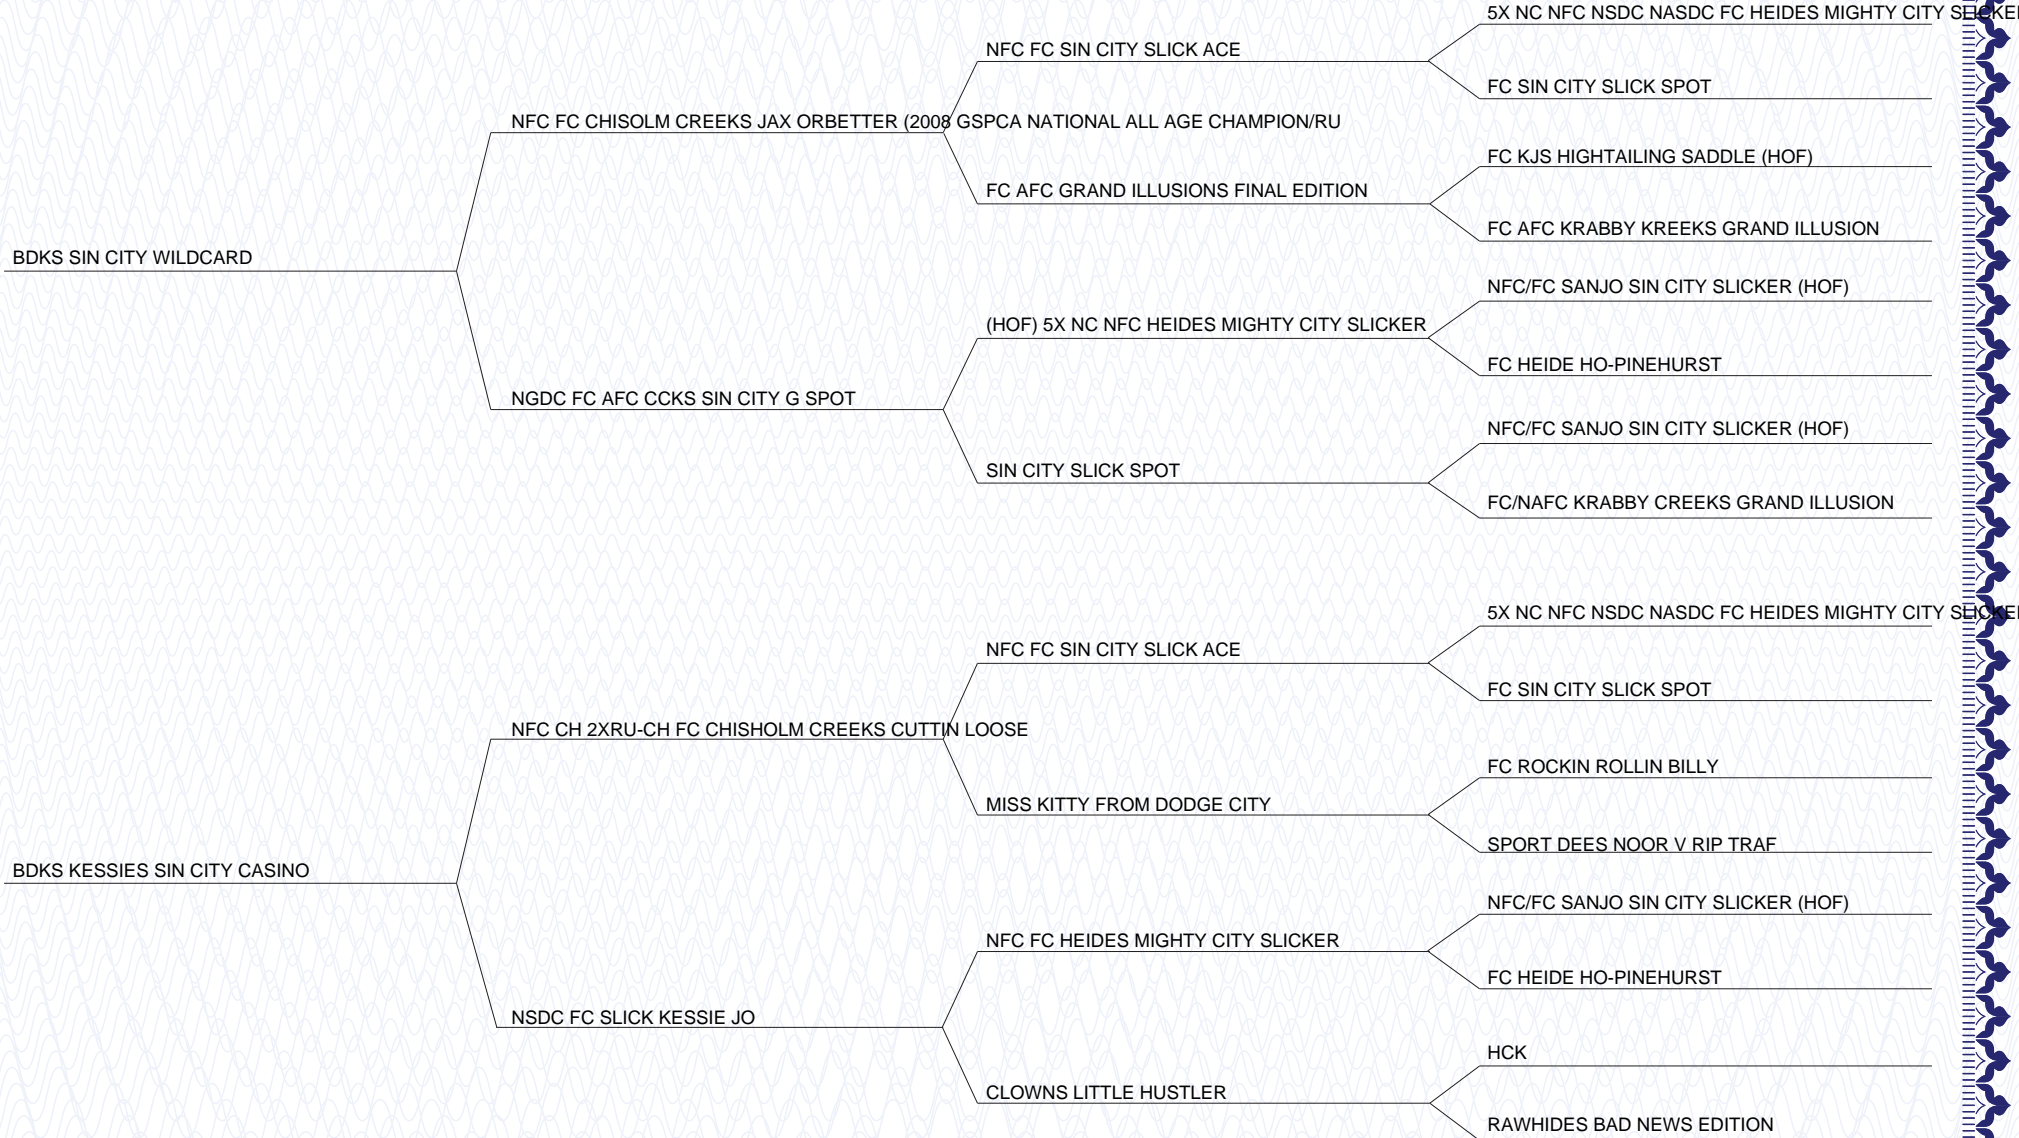 5X NC NFC NSDC NASDC FC HEIDES MIGHTY CITY SLICKER
NFC FC SIN CITY SLICK ACE
FC SIN CITY SLICK SPOT
NFC FC CHISOLM CREEKS JAX ORBETTER (2008 GSPCA NATIONAL ALL AGE CHAMPION/RU
FC KJS HIGHTAILING SADDLE (HOF)
FC AFC GRAND ILLUSIONS FINAL EDITION
FC AFC KRABBY KREEKS GRAND ILLUSION
BDKS SIN CITY WILDCARD
NFC/FC SANJO SIN CITY SLICKER (HOF)
(HOF) 5X NC NFC HEIDES MIGHTY CITY SLICKER
FC HEIDE HO-PINEHURST
NGDC FC AFC CCKS SIN CITY G SPOT
NFC/FC SANJO SIN CITY SLICKER (HOF)
SIN CITY SLICK SPOT
FC/NAFC KRABBY CREEKS GRAND ILLUSION
5X NC NFC NSDC NASDC FC HEIDES MIGHTY CITY SLICKER
NFC FC SIN CITY SLICK ACE
FC SIN CITY SLICK SPOT
NFC CH 2XRU-CH FC CHISHOLM CREEKS CUTTIN LOOSE
FC ROCKIN ROLLIN BILLY
MISS KITTY FROM DODGE CITY
SPORT DEES NOOR V RIP TRAF
BDKS KESSIES SIN CITY CASINO
NFC/FC SANJO SIN CITY SLICKER (HOF)
NFC FC HEIDES MIGHTY CITY SLICKER
FC HEIDE HO-PINEHURST
NSDC FC SLICK KESSIE JO
HCK
CLOWNS LITTLE HUSTLER
RAWHIDES BAD NEWS EDITION